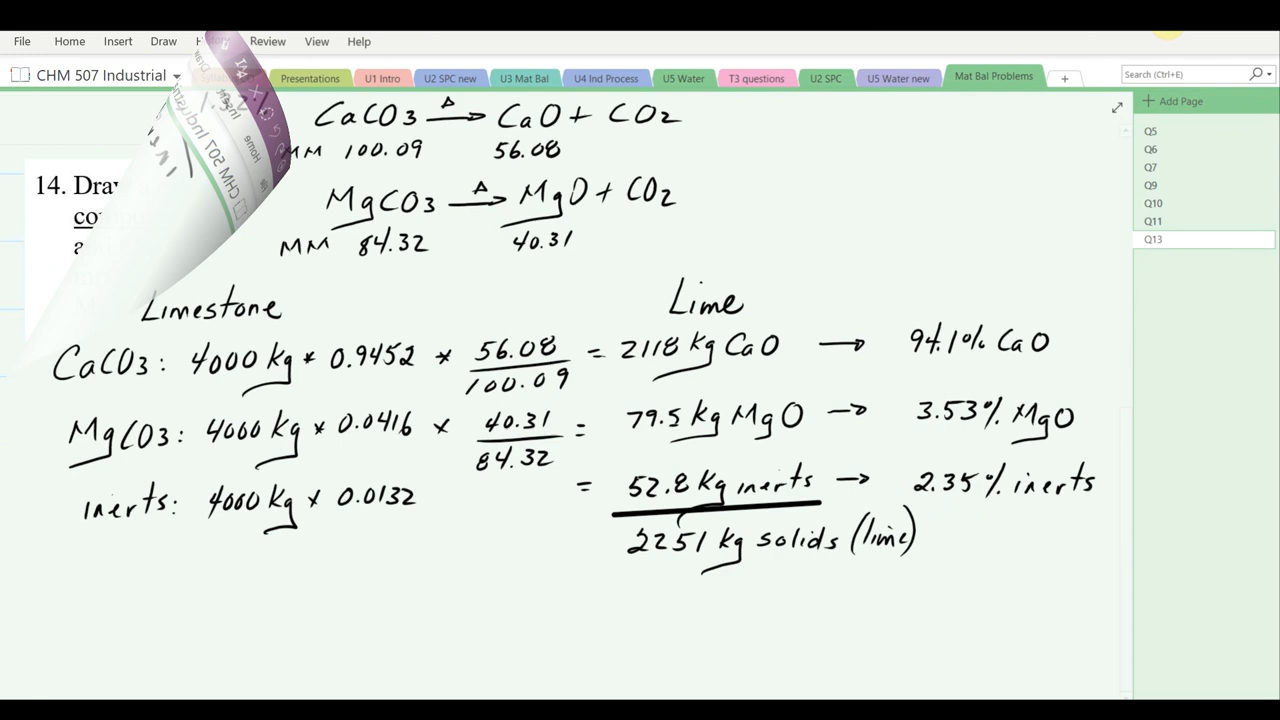 File Home Insert Draw Review View Help
CHM 507 Industrial Presentations U1 Intro U2 SPC new U3 Mat Bal U4 Ind Process U5 Water T3 questions U2 SPC U5 Water new Mat Bal Problems + Search (Ctrl+E)
+ Add Page
Q5
Q6
Q7
Q9
Q10
Q11
Q13
CaCO3 —Δ→ CaO + CO2
MM 100.09 56.08
14. Draw
MgCO3 —Δ→ MgO + CO2
MM 84.32 40.31
Limestone Lime
CaCO3: 4000 kg * 0.9452 * 56.08/100.09 = 2118 kg CaO → 94.1% CaO
MgCO3: 4000 kg * 0.0416 * 40.31/84.32 = 79.5 kg MgO → 3.53% MgO
inerts: 4000 kg * 0.0132 = 52.8 kg inerts → 2.35% inerts
2251 kg solids (lime)